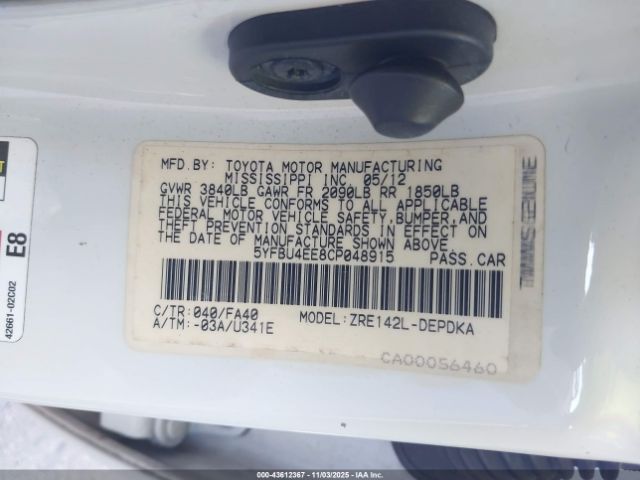 MFD.BY: TOYOTA MOTOR MANUFACTURING
MISSISSIPPI INC. 05/12
GVWR 3840LB GAWR FR 2090LB RR 1850LB
THIS VEHICLE CONFORMS TO ALL APPLICABLE
FEDERAL MOTOR VEHICLE SAFETY,BUMPER,AND
THEFT PREVENTION STANDARDS IN EFFECT ON
THE DATE OF MANUFACTURE SHOWN ABOVE.
5YFBU4EE8CP048915 PASS.CAR
C/TR:040/FA40 MODEL:ZRE142L-DEPDKA
A/TM:-03A/U341E
CA00056460
E8
42661-02C02
000-43612367 - 11/03/2025 - IAAI, Inc.